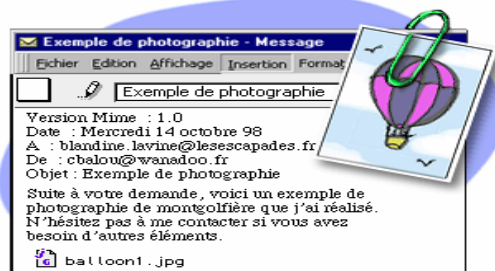 Exemple de photographie - Message
Fichier Edition Affichage Insertion Format
Exemple de photographie
Version Mime : 1.0
Date : Mercredi 14 octobre 98
A : blandine.lavine@lesescapades.fr
De : cbalou@wanadoo.fr
Objet : Exemple de photographie
Suite à votre demande, voici un exemple de
photographie de montgolfière que j'ai réalisé.
N'hésitez pas à me contacter si vous avez
besoin d'autres éléments.
balloon1.jpg